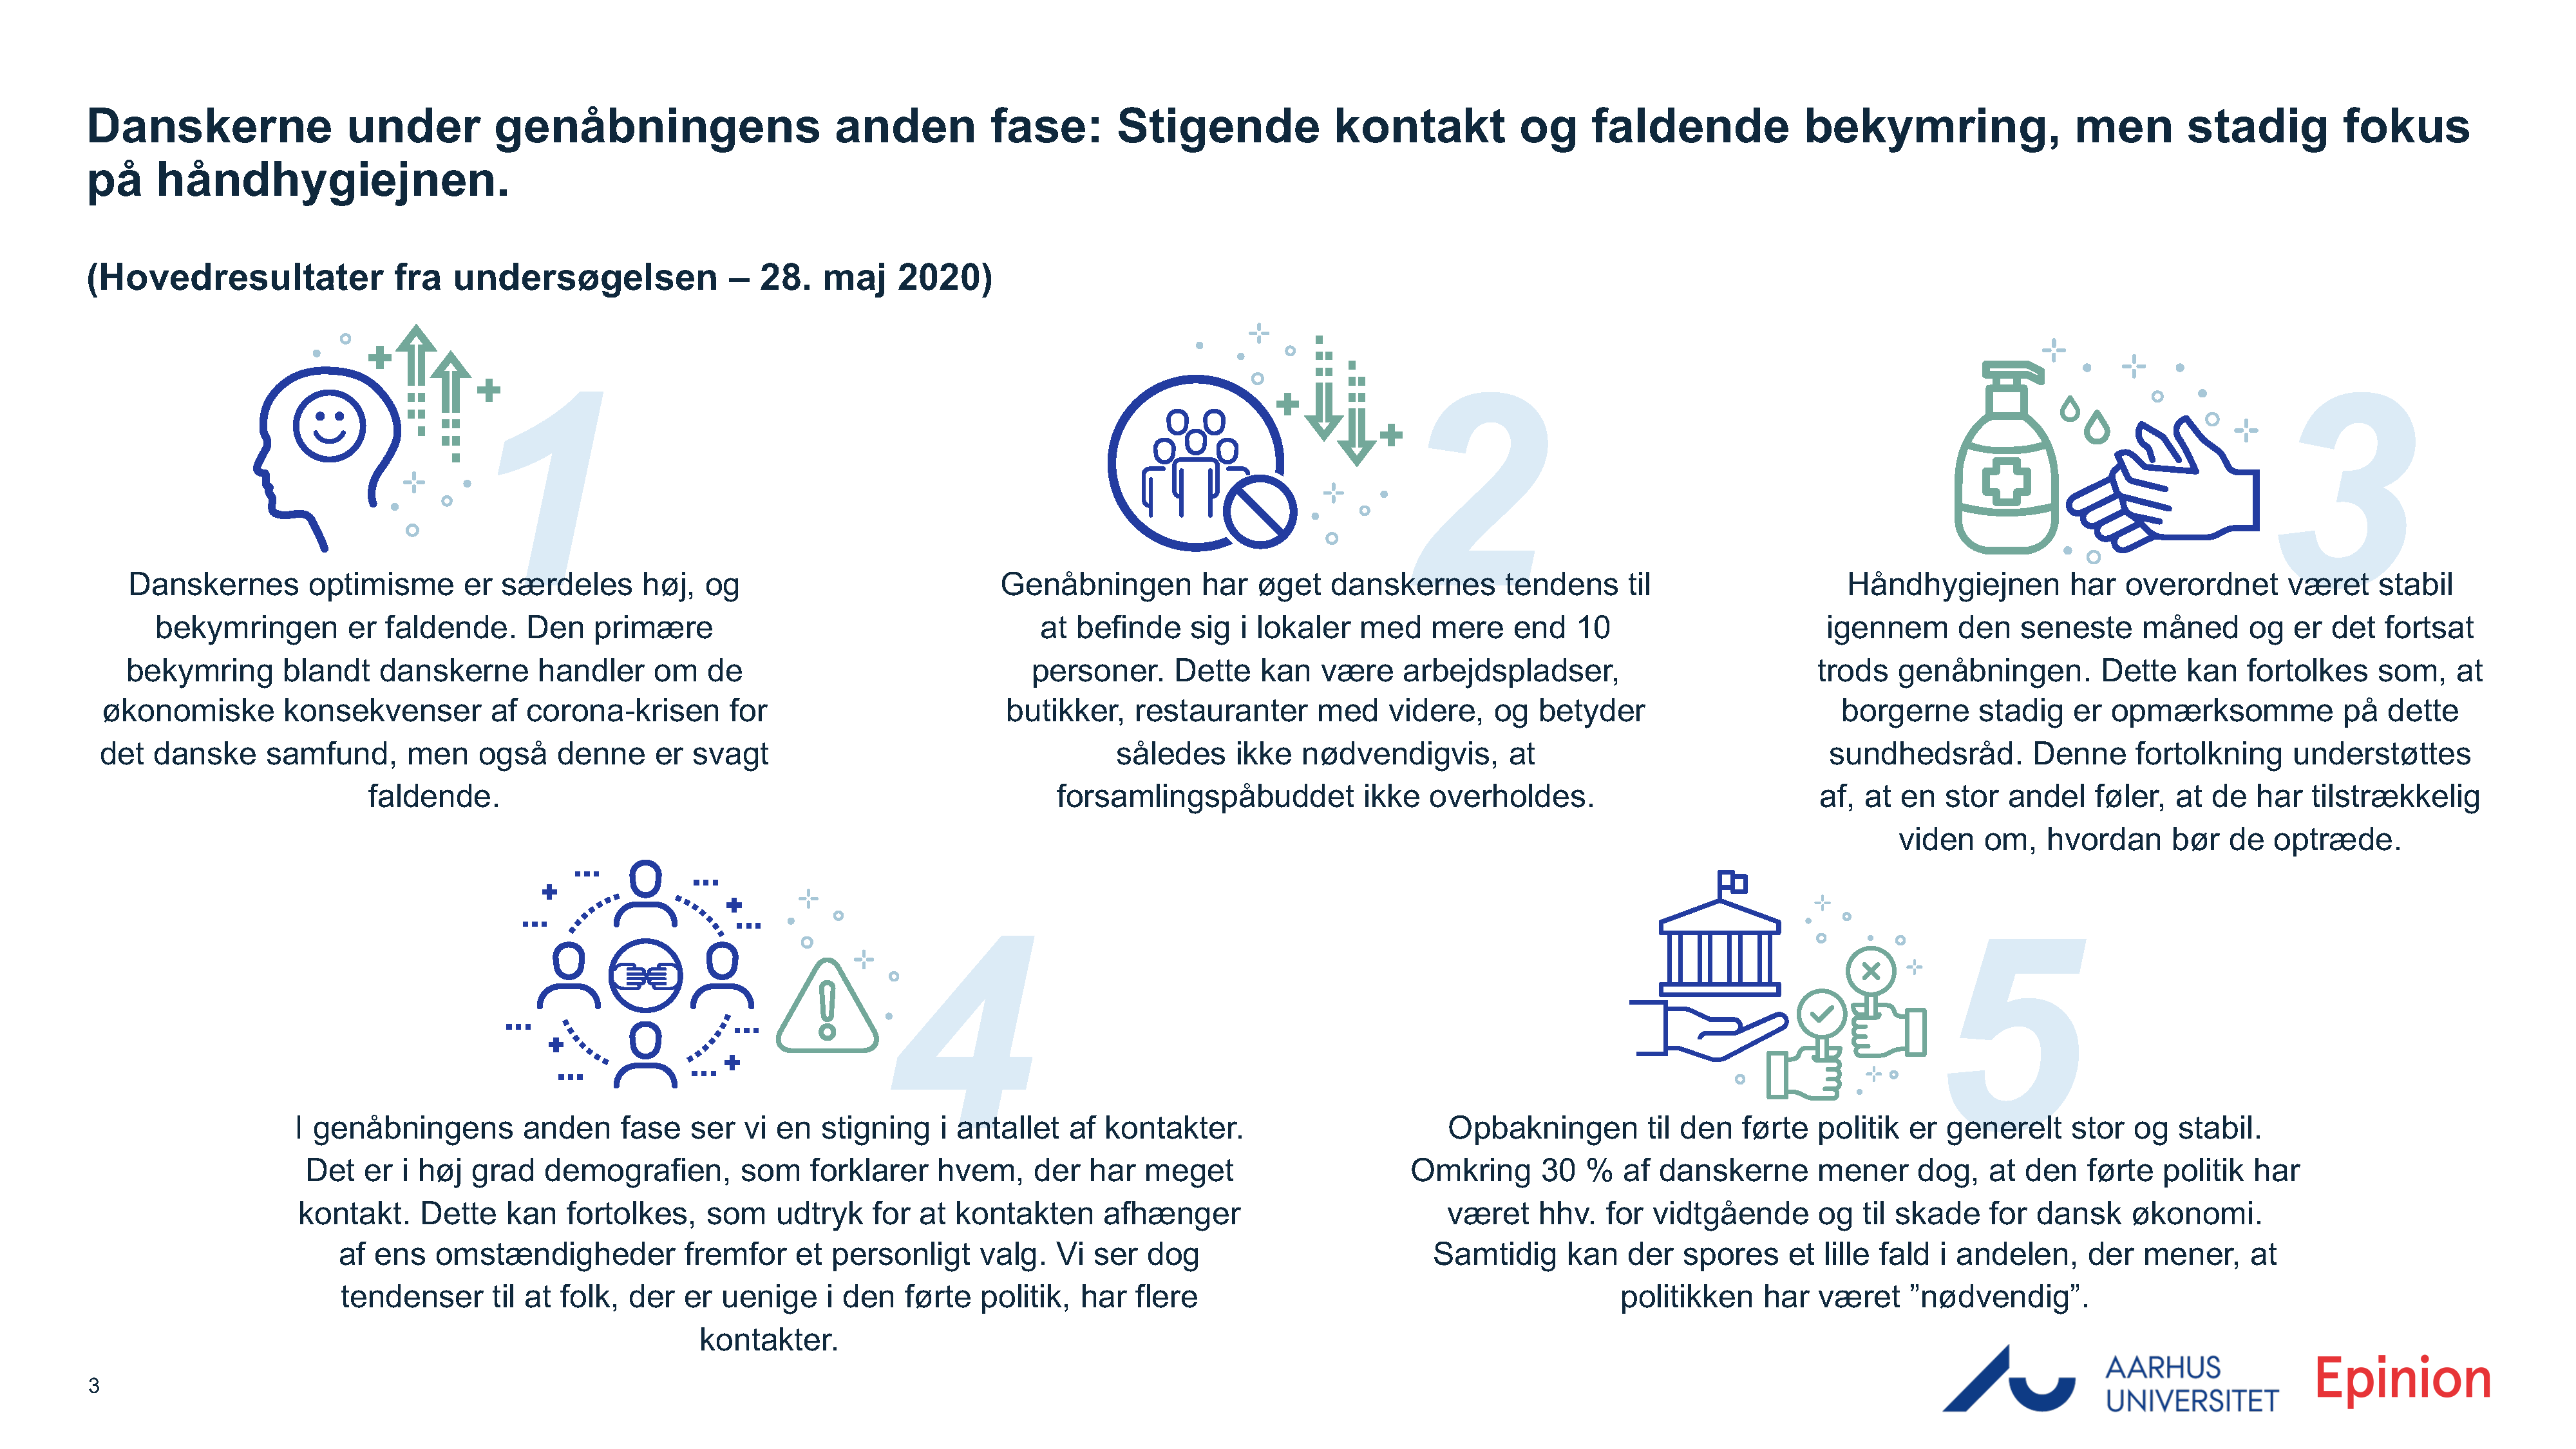 Danskerne under genåbningens anden fase: Stigende kontakt og faldende bekymring, men stadig fokus
på håndhygiejnen.
(Hovedresultater fra undersøgelsen – 28. maj 2020)
1
Danskernes optimisme er særdeles høj, og
bekymringen er faldende. Den primære
bekymring blandt danskerne handler om de
økonomiske konsekvenser af corona-krisen for
det danske samfund, men også denne er svagt
faldende.
2
Genåbningen har øget danskernes tendens til
at befinde sig i lokaler med mere end 10
personer. Dette kan være arbejdspladser,
butikker, restauranter med videre, og betyder
således ikke nødvendigvis, at
forsamlingspåbuddet ikke overholdes.
3
Håndhygiejnen har overordnet været stabil
igennem den seneste måned og er det fortsat
trods genåbningen. Dette kan fortolkes som, at
borgerne stadig er opmærksomme på dette
sundhedsråd. Denne fortolkning understøttes
af, at en stor andel føler, at de har tilstrækkelig
viden om, hvordan bør de optræde.
4
I genåbningens anden fase ser vi en stigning i antallet af kontakter.
Det er i høj grad demografien, som forklarer hvem, der har meget
kontakt. Dette kan fortolkes, som udtryk for at kontakten afhænger
af ens omstændigheder fremfor et personligt valg. Vi ser dog
tendenser til at folk, der er uenige i den førte politik, har flere
kontakter.
5
Opbakningen til den førte politik er generelt stor og stabil.
Omkring 30 % af danskerne mener dog, at den førte politik har
været hhv. for vidtgående og til skade for dansk økonomi.
Samtidig kan der spores et lille fald i andelen, der mener, at
politikken har været ”nødvendig”.
3
AARHUS
UNIVERSITET
Epinion